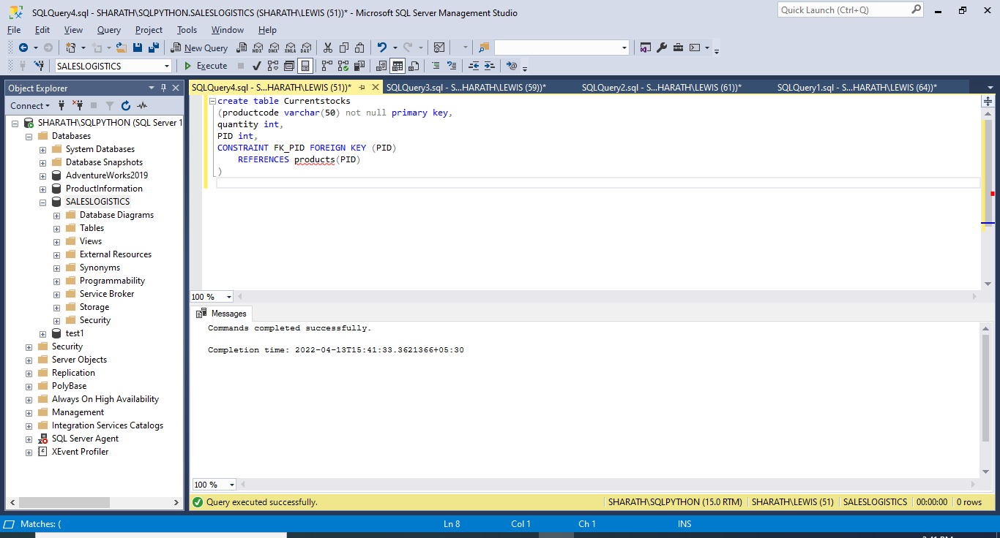 SQLQuery4.sql - SHARATH\SQLPYTHON.SALESLOGISTICS (SHARATH\LEWIS (51))* - Microsoft SQL Server Management Studio
Quick Launch (Ctrl+Q)
File Edit View Query Project Tools Window Help
New Query
MDX DMX XMLA DAX
SALESLOGISTICS
Execute
Object Explorer
Connect
SHARATH\SQLPYTHON (SQL Server 1
Databases
System Databases
Database Snapshots
AdventureWorks2019
ProductInformation
SALESLOGISTICS
Database Diagrams
Tables
Views
External Resources
Synonyms
Programmability
Service Broker
Storage
Security
test1
Security
Server Objects
Replication
PolyBase
Always On High Availability
Management
Integration Services Catalogs
SQL Server Agent
XEvent Profiler
SQLQuery4.sql - S...HARATH\LEWIS (51))* SQLQuery3.sql - S...HARATH\LEWIS (59))* SQLQuery2.sql - S...HARATH\LEWIS (61))* SQLQuery1.sql - S...HARATH\LEWIS (64))*
create table Currentstocks
(productcode varchar(50) not null primary key,
quantity int,
PID int,
CONSTRAINT FK_PID FOREIGN KEY (PID)
REFERENCES products(PID)
)
100 %
Messages
Commands completed successfully.
Completion time: 2022-04-13T15:41:33.3621366+05:30
100 %
Query executed successfully. SHARATH\SQLPYTHON (15.0 RTM) SHARATH\LEWIS (51) SALESLOGISTICS 00:00:00 0 rows
Matches: ( Ln 8 Col 1 Ch 1 INS